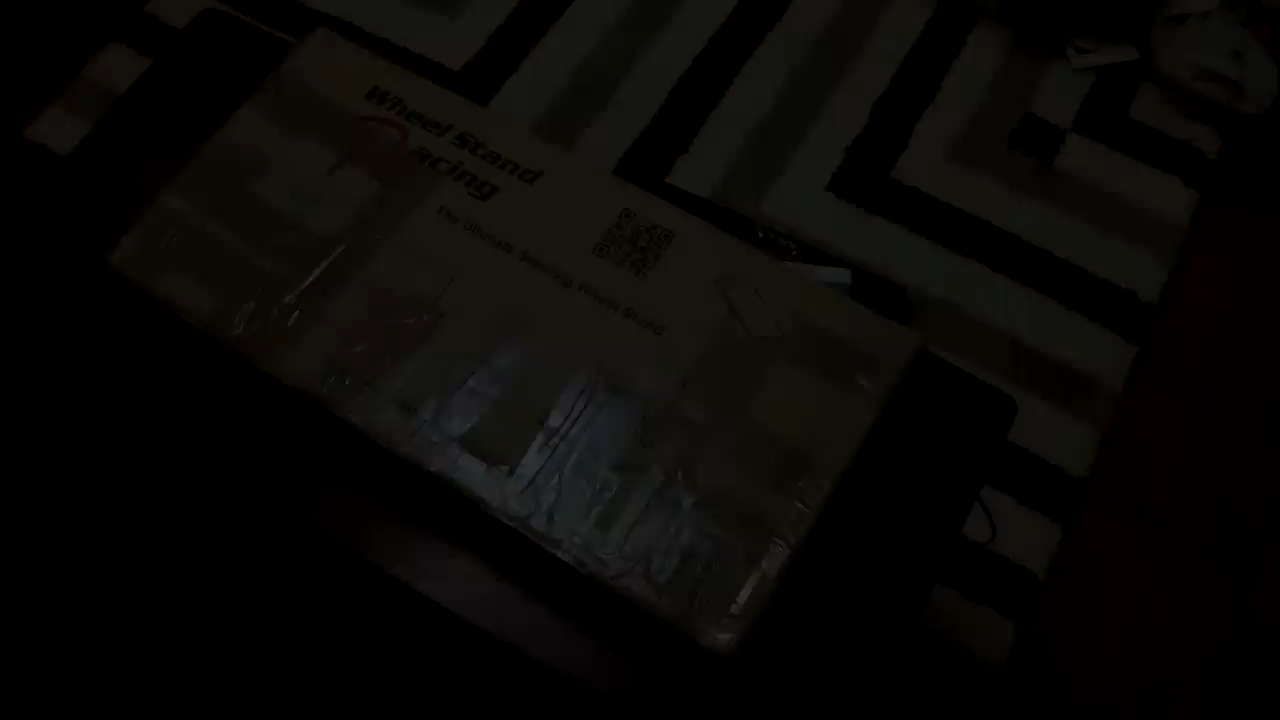 Wheel Stand
Racing
The Ultimate Steering Wheel Stand